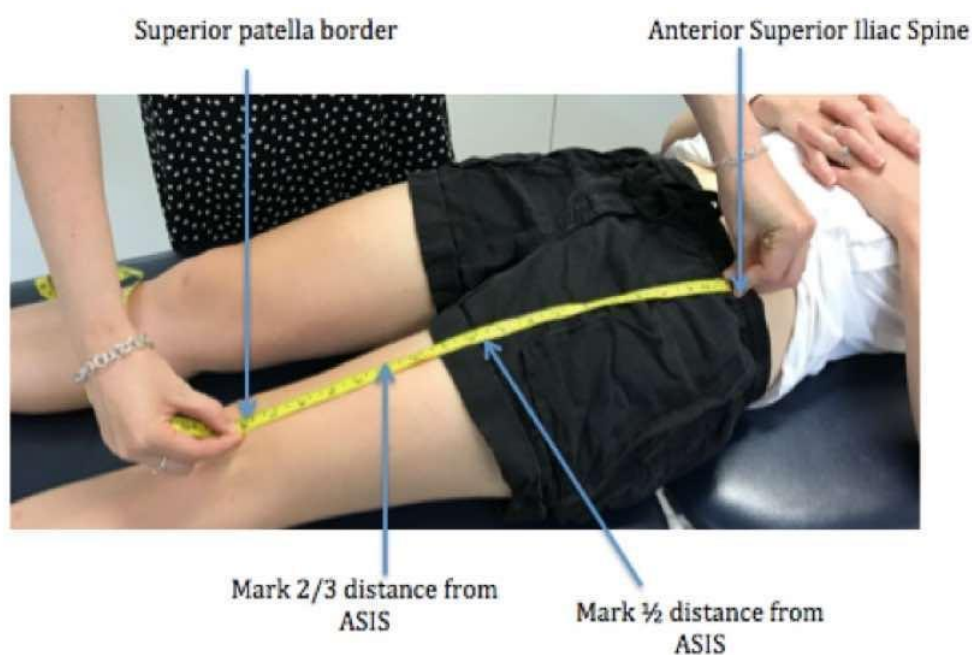 Superior patella border
Anterior Superior Iliac Spine
Mark 2/3 distance from
ASIS
Mark ½ distance from
ASIS